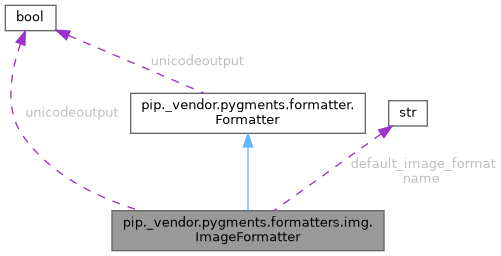 bool
unicodeoutput
pip._vendor.pygments.formatter.
Formatter
str
unicodeoutput
default_image_format
name
pip._vendor.pygments.formatters.img.
ImageFormatter